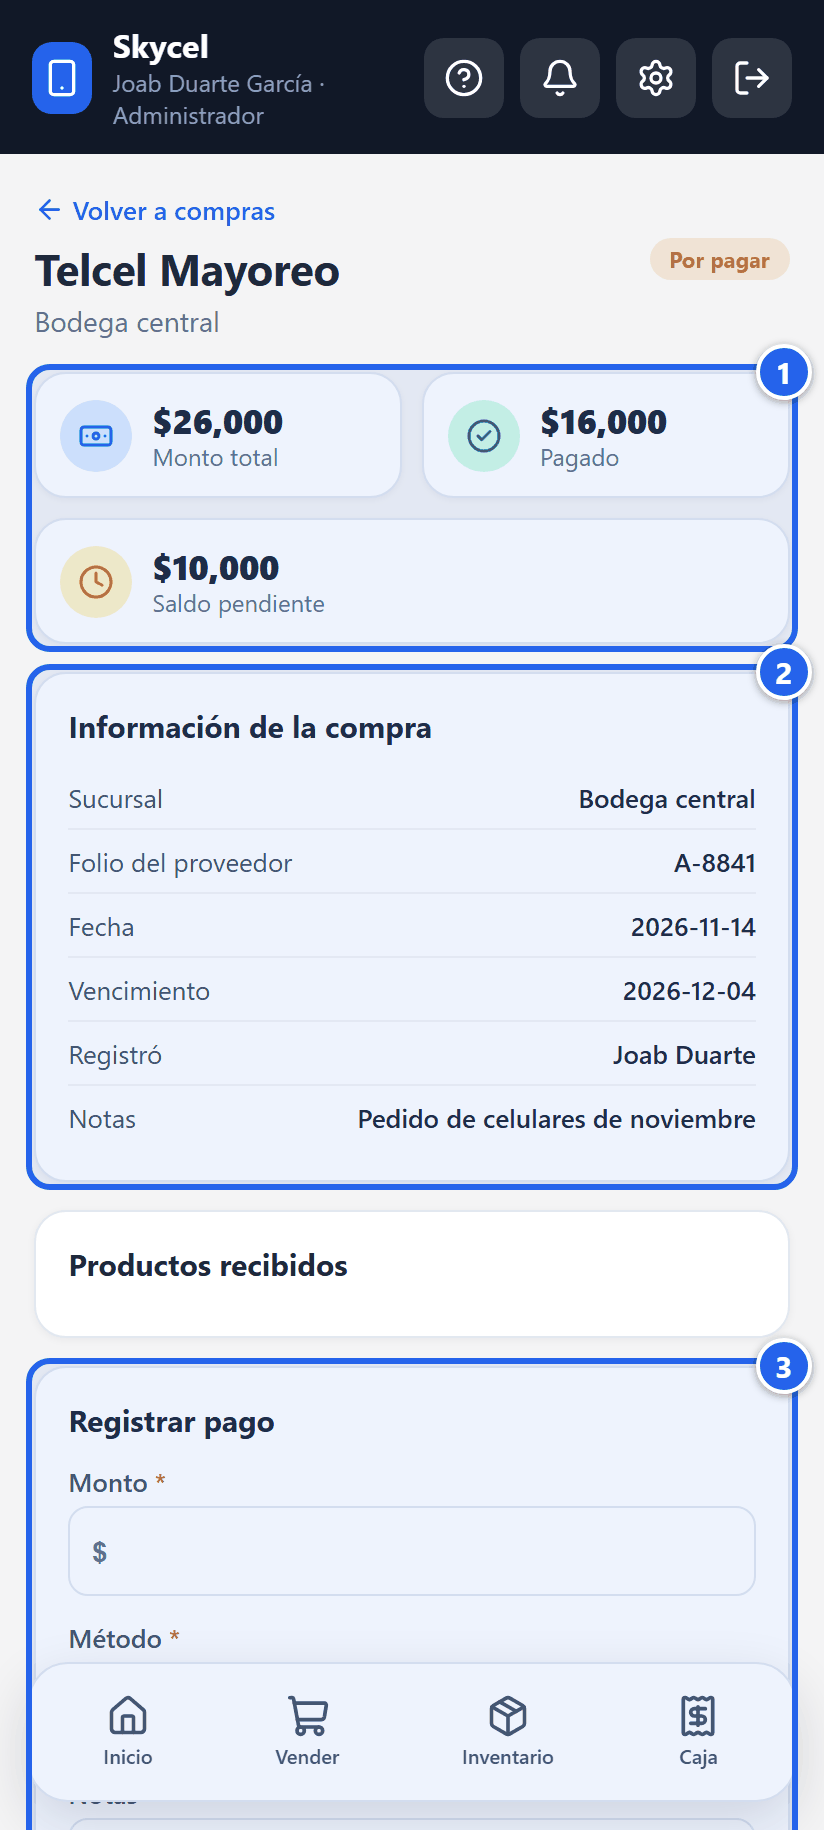 Skycel
Joab Duarte García ·
Administrador
Volver a compras
Telcel Mayoreo
Por pagar
Bodega central
1
$26,000
Monto total
$16,000
Pagado
$10,000
Saldo pendiente
2
Información de la compra
Sucursal Bodega central
Folio del proveedor A-8841
Fecha 2026-11-14
Vencimiento 2026-12-04
Registró Joab Duarte
Notas Pedido de celulares de noviembre
Productos recibidos
3
Registrar pago
Monto *
$
Método *
Inicio Vender Inventario Caja